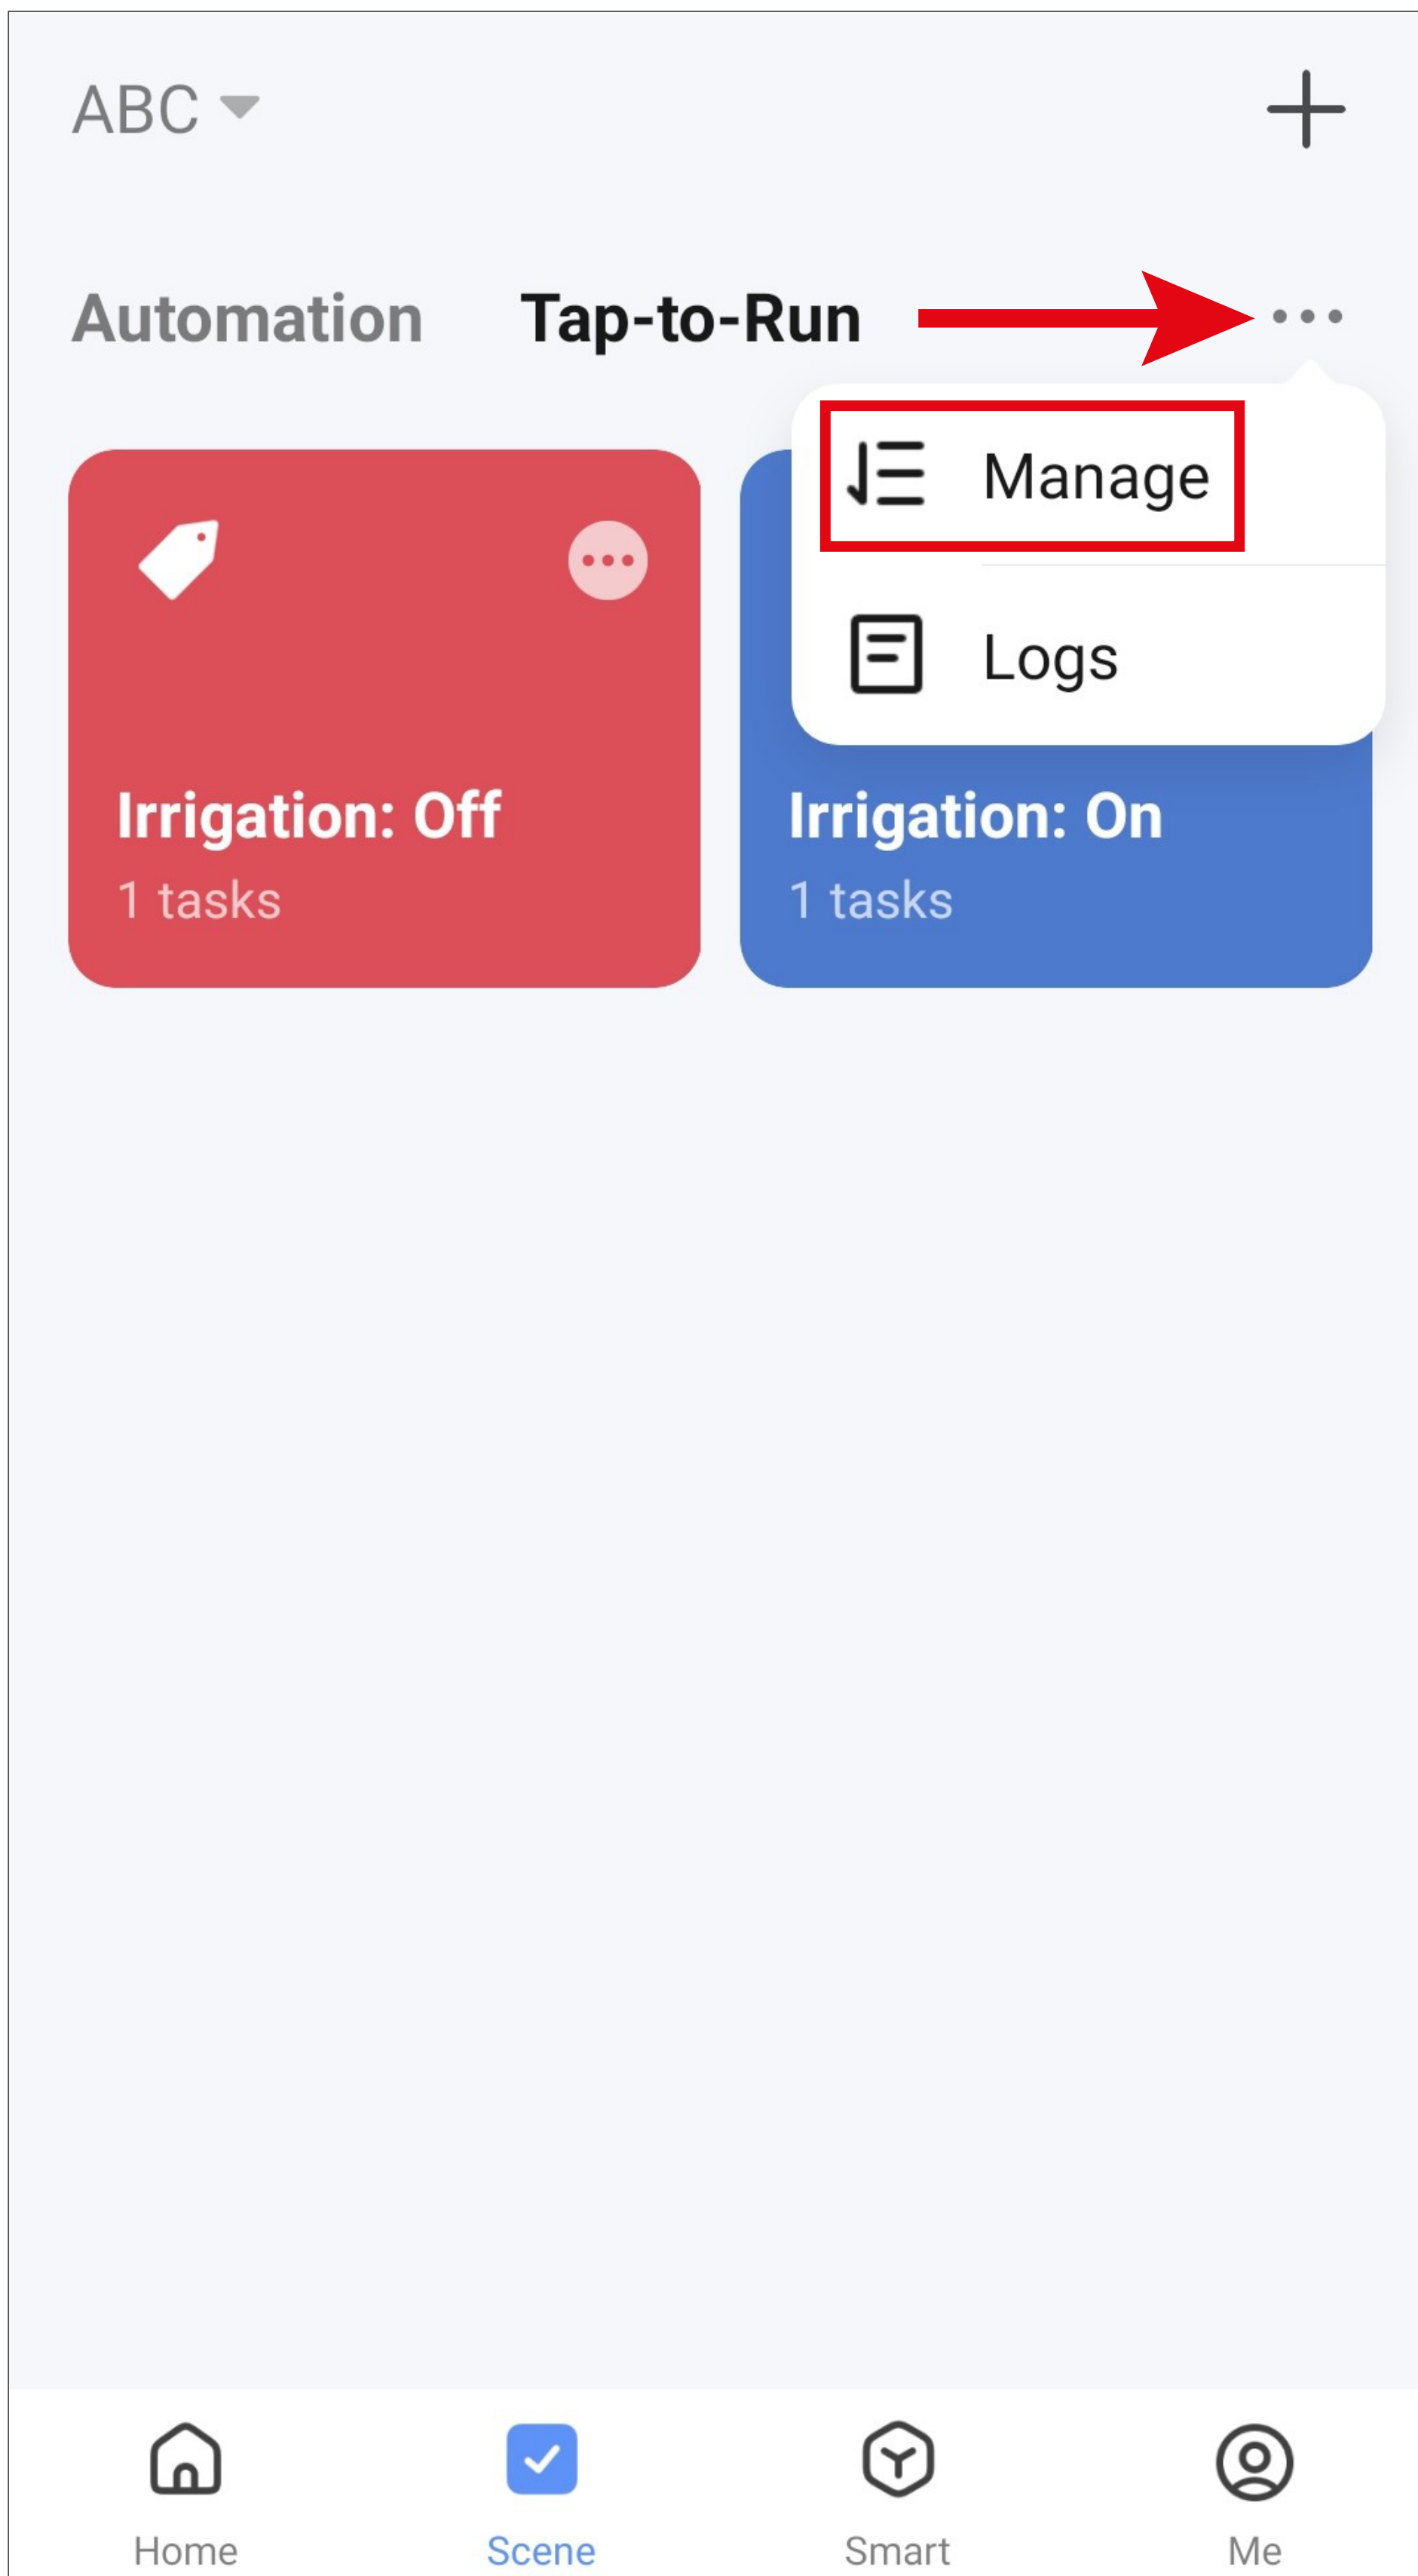 ABC
Automation Tap-to-Run
Manage
Logs
Irrigation: Off
1 tasks
Irrigation: On
1 tasks
Home Scene Smart Me